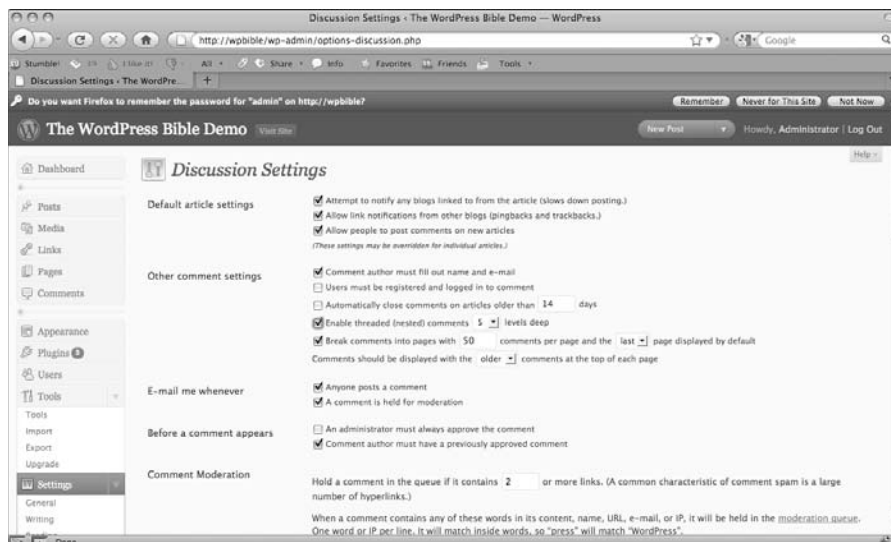 Discussion Settings ‹ The WordPress Bible Demo — WordPress
http://wpbible/wp-admin/options-discussion.php
Google
Stumble! I like it! All Share Info Favorites Friends Tools
Discussion Settings ‹ The WordPre... +
Do you want Firefox to remember the password for "admin" on http://wpbible? Remember Never for This Site Not Now
The WordPress Bible Demo Visit Site New Post Howdy, Administrator | Log Out
Help
Dashboard
Posts
Media
Links
Pages
Comments
Appearance
Plugins
Users
Tools
Tools
Import
Export
Upgrade
Settings
General
Writing
Discussion Settings
Default article settings
Attempt to notify any blogs linked to from the article (slows down posting.)
Allow link notifications from other blogs (pingbacks and trackbacks.)
Allow people to post comments on new articles
(These settings may be overridden for individual articles.)
Other comment settings
Comment author must fill out name and e-mail
Users must be registered and logged in to comment
Automatically close comments on articles older than 14 days
Enable threaded (nested) comments 5 levels deep
Break comments into pages with 50 comments per page and the last page displayed by default
Comments should be displayed with the older comments at the top of each page
E-mail me whenever
Anyone posts a comment
A comment is held for moderation
Before a comment appears
An administrator must always approve the comment
Comment author must have a previously approved comment
Comment Moderation
Hold a comment in the queue if it contains 2 or more links. (A common characteristic of comment spam is a large
number of hyperlinks.)
When a comment contains any of these words in its content, name, URL, e-mail, or IP, it will be held in the moderation queue.
One word or IP per line. It will match inside words, so "press" will match "WordPress".
Done